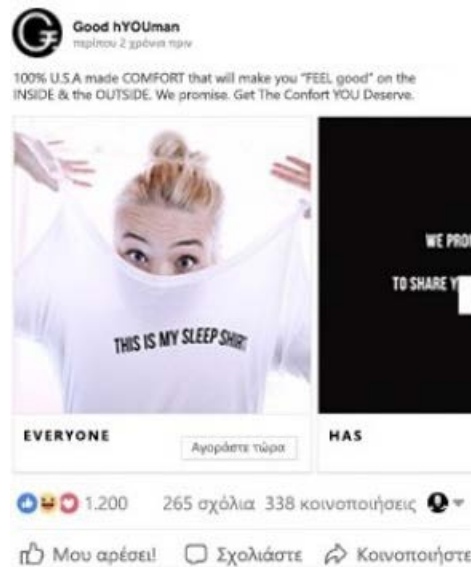 Good hYOUman
περίπου 2 χρόνια πριν
100% U.S.A made COMFORT that will make you "FEEL good" on the
INSIDE & the OUTSIDE. We promise. Get The Confort YOU Deserve.
THIS IS MY SLEEP SHIRT
WE PROM
TO SHARE Y
EVERYONE
Αγοράστε τώρα
HAS
1.200
265 σχόλια 338 κοινοποιήσεις
Μου αρέσει!
Σχολιάστε
Κοινοποιήστε